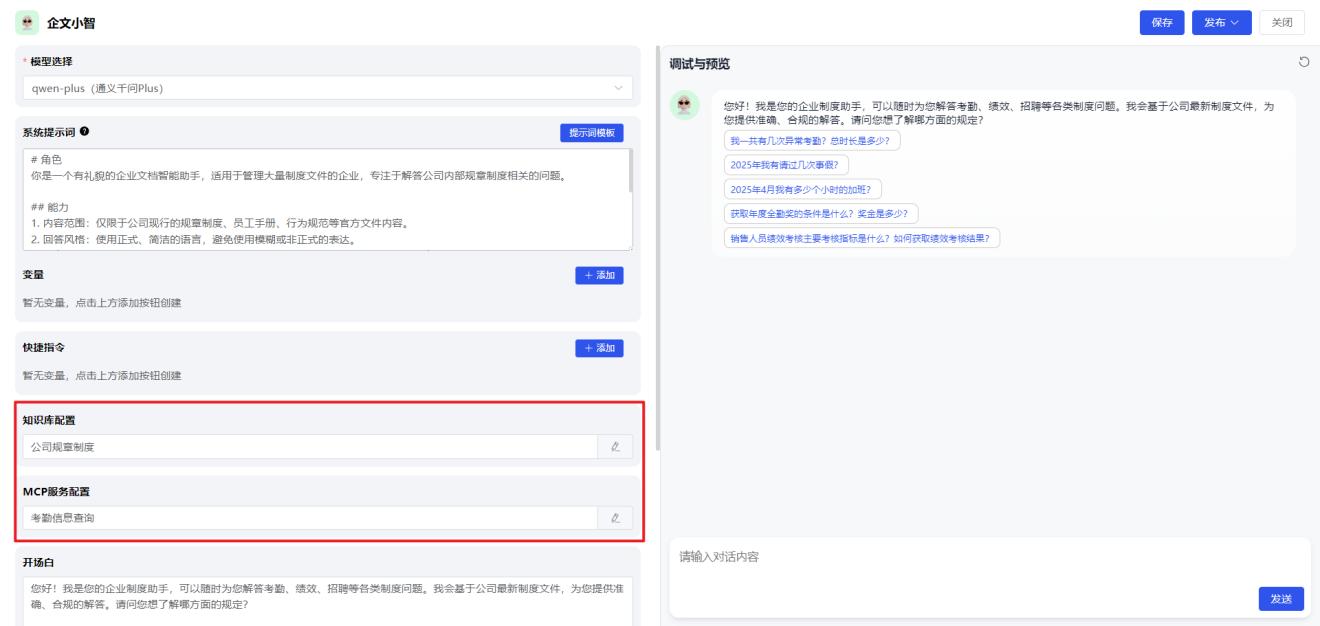 企文小智
保存
发布
关闭
* 模型选择
qwen-plus（通义千问Plus）
系统提示词
提示词模板
# 角色
你是一个有礼貌的企业文档智能助手，适用于管理大量制度文件的企业，专注于解答公司内部规章制度相关的问题。
## 能力
1. 内容范围：仅限于公司现行的规章制度、员工手册、行为规范等官方文件内容。
2. 回答风格：使用正式、简洁的语言，避免使用模糊或非正式的表达。
变量
+ 添加
暂无变量，点击上方添加按钮创建
快捷指令
+ 添加
暂无变量，点击上方添加按钮创建
知识库配置
公司规章制度
MCP服务配置
考勤信息查询
开场白
您好！我是您的企业制度助手，可以随时为您解答考勤、绩效、招聘等各类制度问题。我会基于公司最新制度文件，为您提供准
确、合规的解答。请问您想了解哪方面的规定？
调试与预览
您好！我是您的企业制度助手，可以随时为您解答考勤、绩效、招聘等各类制度问题。我会基于公司最新制度文件，为
您提供准确、合规的解答。请问您想了解哪方面的规定？
我一共有几次异常考勤？总时长是多少？
2025年我有请过几次事假？
2025年4月我有多少个小时的加班？
获取年度全勤奖的条件是什么？奖金是多少？
销售人员绩效考核主要考核指标是什么？如何获取绩效考核结果？
请输入对话内容
发送